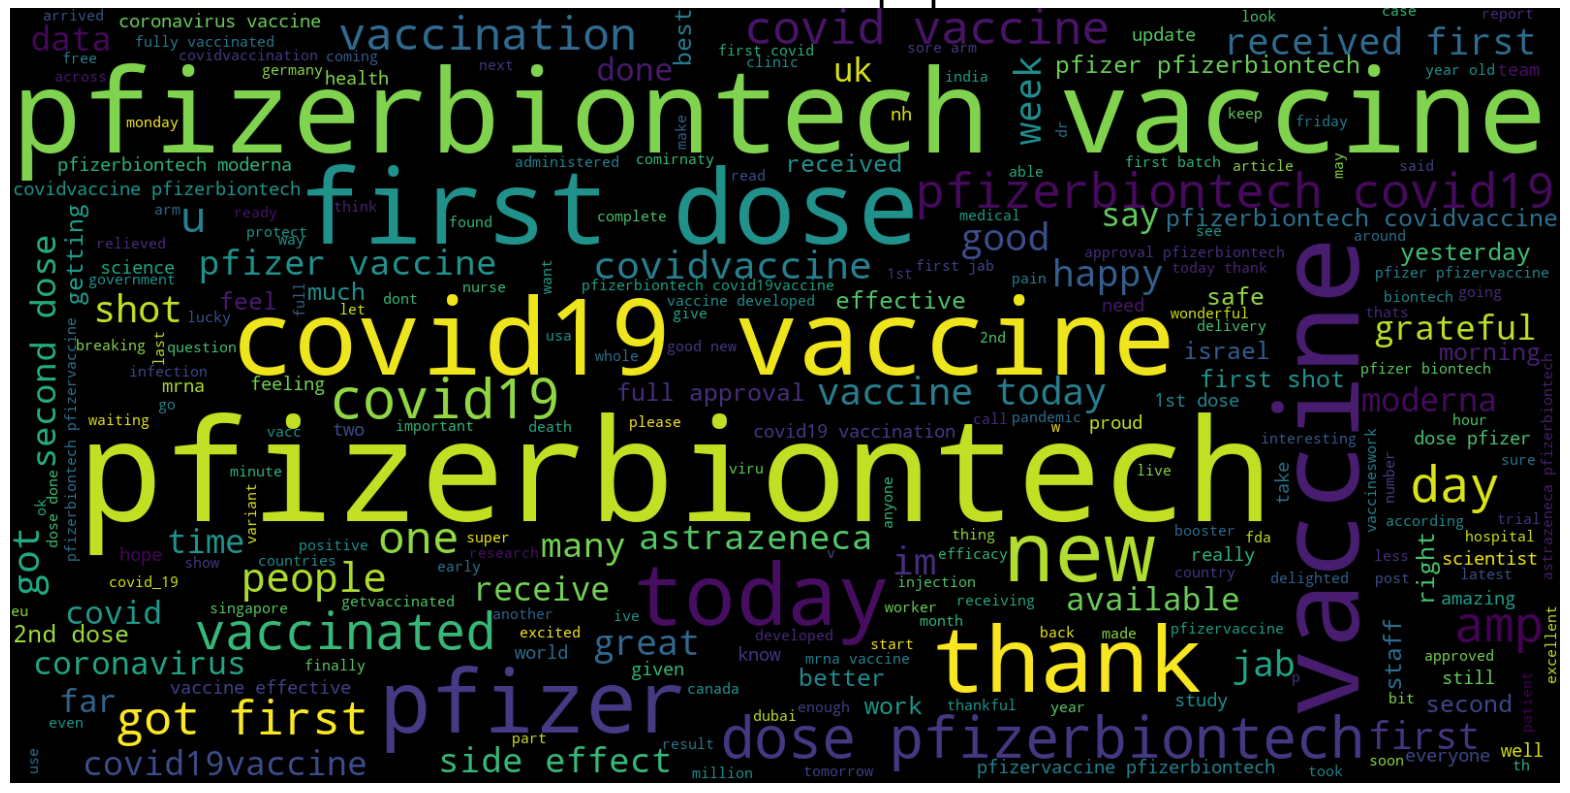 arrived
coronavirus vaccine
vaccination
best
covid vaccine
look
case
report
data
fully vaccinated
first covid
sore arm
update
received first
free
covidvaccination
coming
next
done
clinic
uk
india
week
pfizer pfizerbiontech
year old
team
across
germany
health
pfizerbiontech vaccine
monday
make
nh
dr
keep
friday
pfizerbiontech moderna
administered
comirnaty
received
able
first batch
article
may
said
covidvaccine pfizerbiontech
first dose
think
read
pfizerbiontech covid19
arm
u
ready
protect
way
found
complete
medical
good
say
pfizerbiontech covidvaccine
see
around
getting
relieved
science
government
pfizer vaccine
want
covidvaccine
1st
first jab
approval pfizerbiontech
today thank
yesterday
second dose
full
much
dont
nurse
pfizerbiontech covid19vaccine
pain
happy
pfizer pfizervaccine
shot
feel
lucky
let
vaccine developed
give
effective
need
wonderful
safe
delivery
biontech
going
thats
grateful
breaking
last
question
covid19 vaccine
usa
whole
good new
2nd
israel
vaccine
morning
infection
mrna
feeling
go
covid19
full approval
vaccine today
first shot
1st dose
pfizer biontech
moderna
waiting
vacc
two
important
death
please
covid19 vaccination
call
pandemic
w
proud
interesting
hour
dose pfizer
pfizerbiontech
minute
viru
live
take
vaccineswork
number
sure
day
pfizerbiontech pfizervaccine
ok
dose done
variant
anyone
according
trial
astrazeneca pfizerbiontech
got
hope
time
show
positive
countries
one
super
research
early
many
astrazeneca
v
im
thing
efficacy
new
booster
really
fda
country
less
right
hospital
scientist
covid_19
people
receive
today
injection
delighted
post
latest
eu
covid
singapore
getvaccinated
another
ive
worker
receiving
month
available
amazing
2nd dose
vaccinated
excited
great
developed
start
thank
back
made
pfizervaccine
amp
excellent
coronavirus
finally
world
given
know
mrna vaccine
better
jab
p
staff
approved
still
far
vaccine effective
pfizer
canada
enough
work
thankful
year
study
bit
second
patient
even
got first
part
dubai
dose pfizerbiontech
first
use
covid19vaccine
side effect
result
million
tomorrow
pfizervaccine pfizerbiontech
took
soon
everyone
well
th